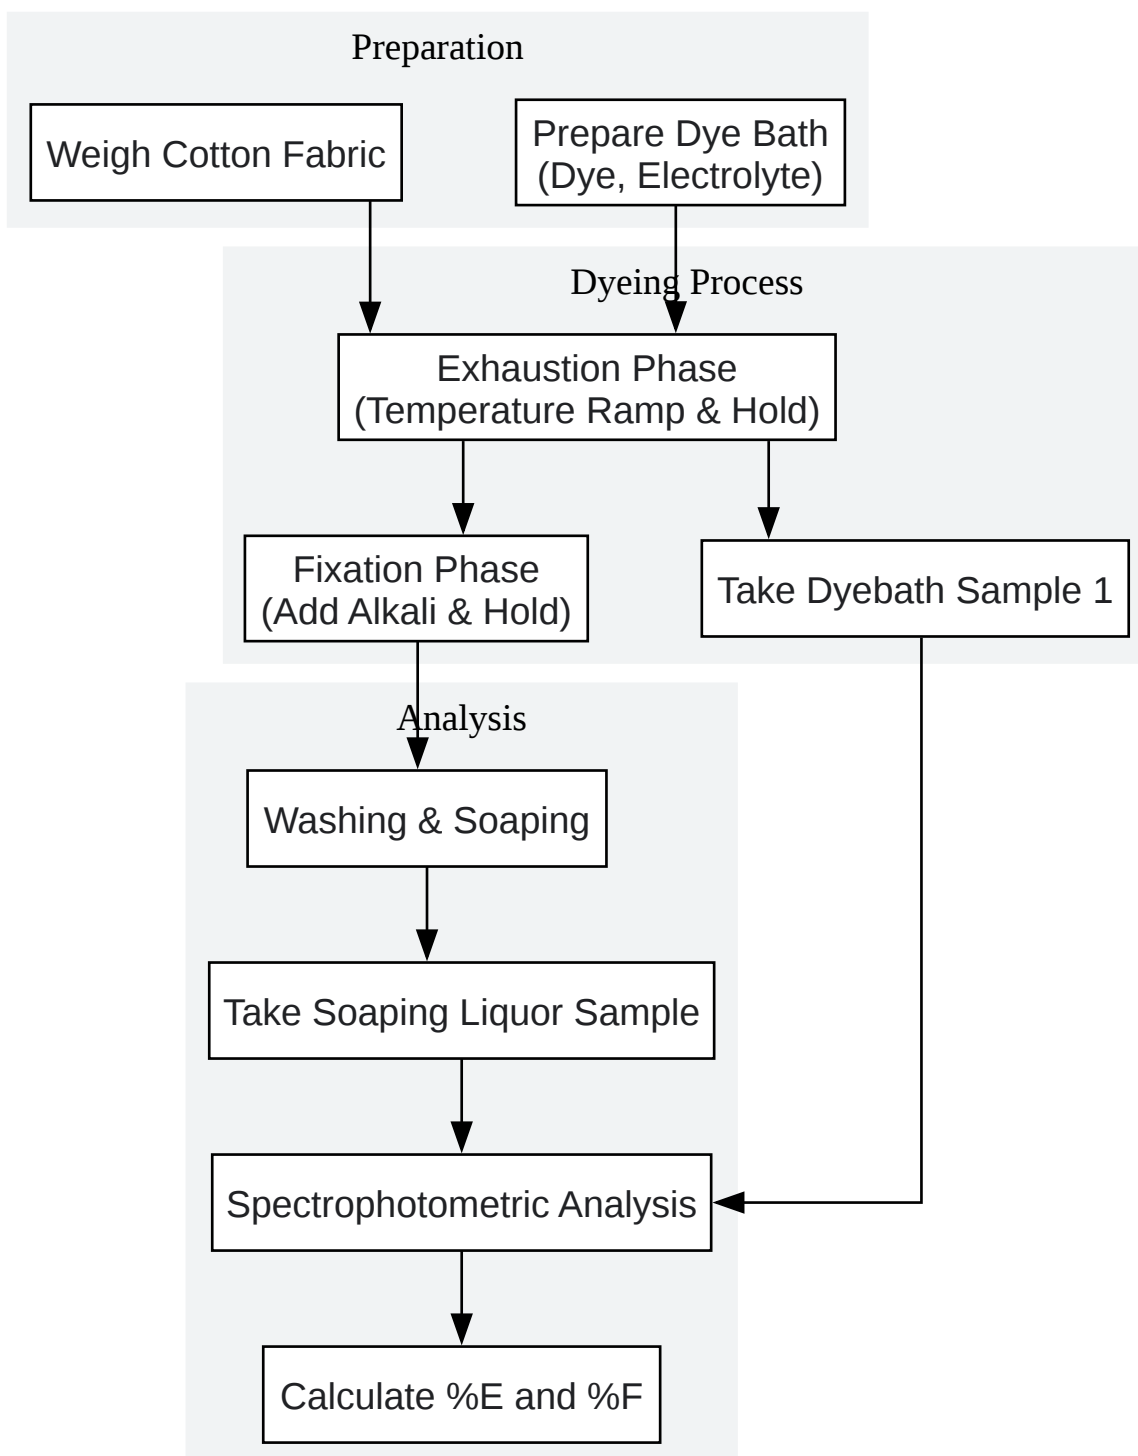 Preparation
Weigh Cotton Fabric
Prepare Dye Bath
(Dye, Electrolyte)
Dyeing Process
Exhaustion Phase
(Temperature Ramp & Hold)
Fixation Phase
(Add Alkali & Hold)
Take Dyebath Sample 1
Analysis
Washing & Soaping
Take Soaping Liquor Sample
Spectrophotometric Analysis
Calculate %E and %F